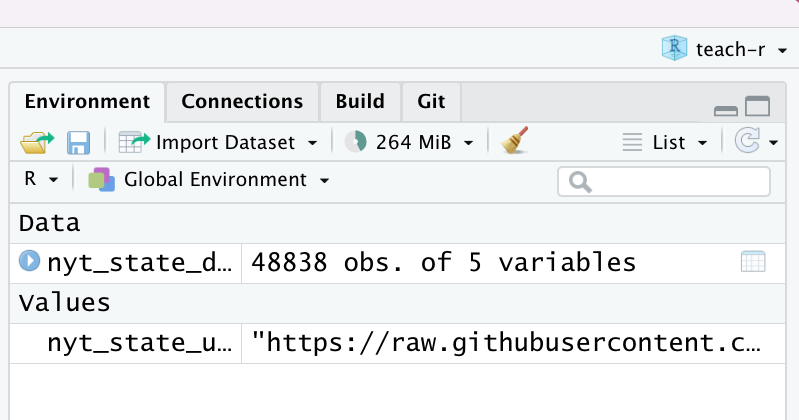 teach-r
Environment Connections Build Git
Import Dataset 264 MiB List
R Global Environment
Data
nyt_state_d... 48838 obs. of 5 variables
Values
nyt_state_u... "https://raw.githubusercontent.c...